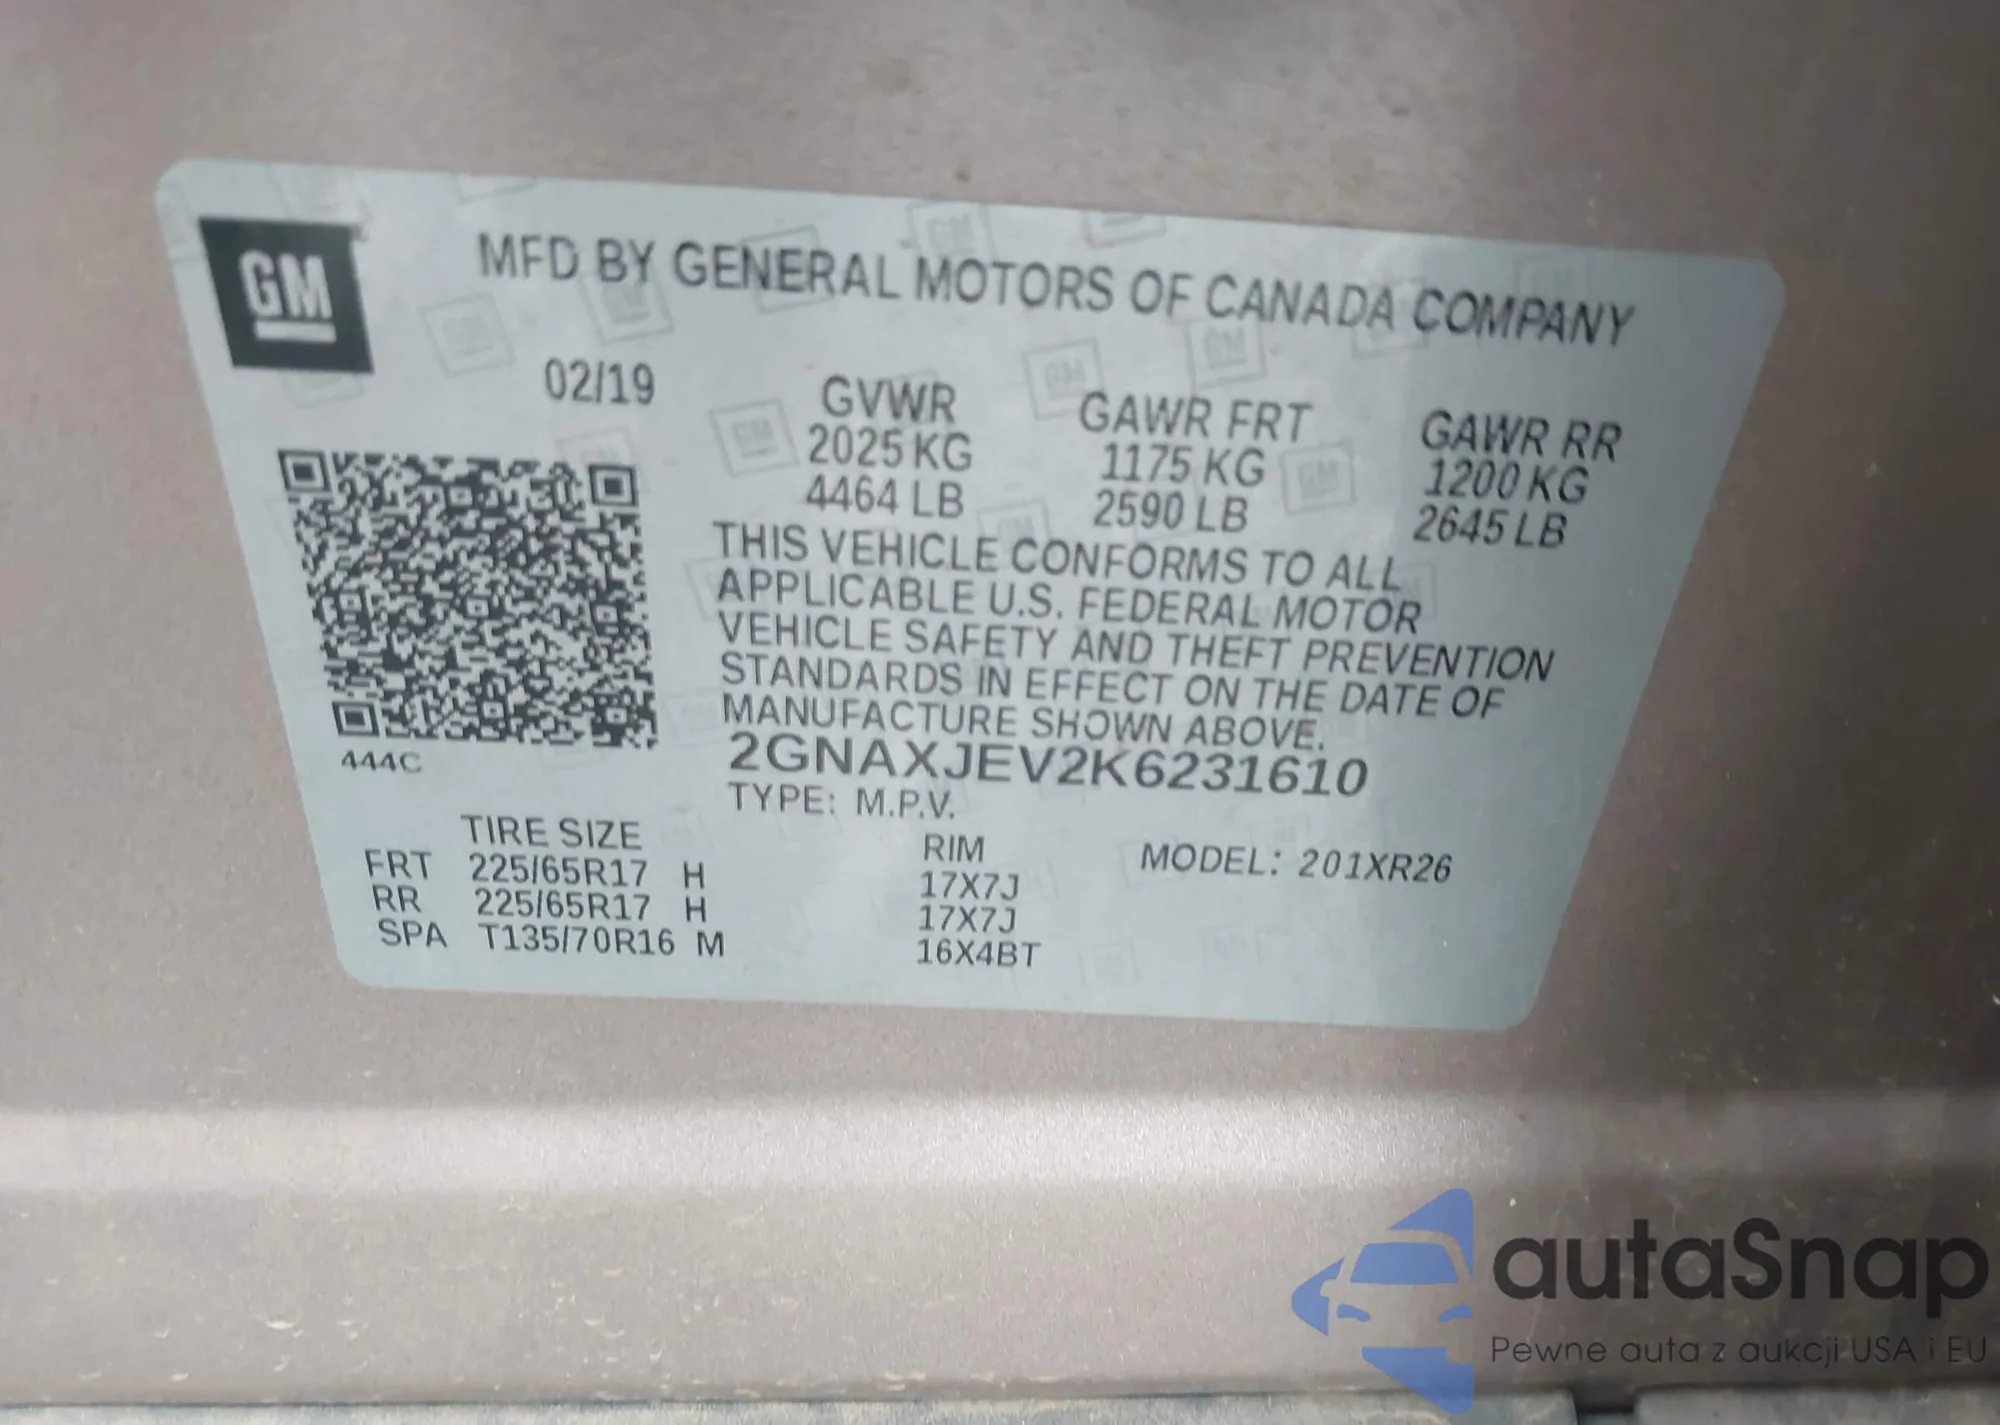 GM
MFD BY GENERAL MOTORS OF CANADA COMPANY
02/19
GVWR GAWR FRT GAWR RR
2025 KG 1175 KG 1200 KG
4464 LB 2590 LB 2645 LB
THIS VEHICLE CONFORMS TO ALL
APPLICABLE U.S. FEDERAL MOTOR
VEHICLE SAFETY AND THEFT PREVENTION
STANDARDS IN EFFECT ON THE DATE OF
MANUFACTURE SHOWN ABOVE.
444C
2GNAXJEV2K6231610
TYPE: M.P.V.
TIRE SIZE RIM MODEL: 201XR26
FRT 225/65R17 H 17X7J
RR 225/65R17 H 17X7J
SPA T135/70R16 M 16X4BT
autaSnap
Pewne auta z aukcji USA i EU